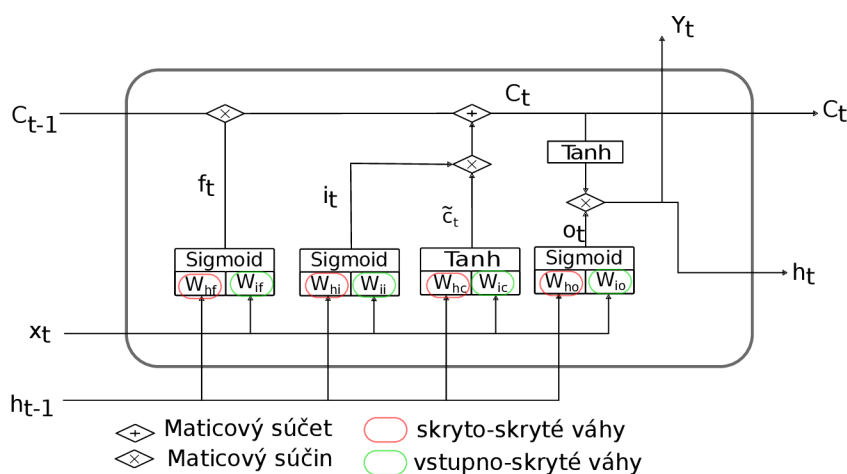 Yt
Ct-1
Ct
Ct
Tanh
ft
it
c̃t
ot
Sigmoid
Sigmoid
Tanh
Sigmoid
Whf Wif
Whi Wii
Whc Wic
Who Wio
ht
xt
ht-1
Maticový súčet
skryto-skryté váhy
Maticový súčin
vstupno-skryté váhy